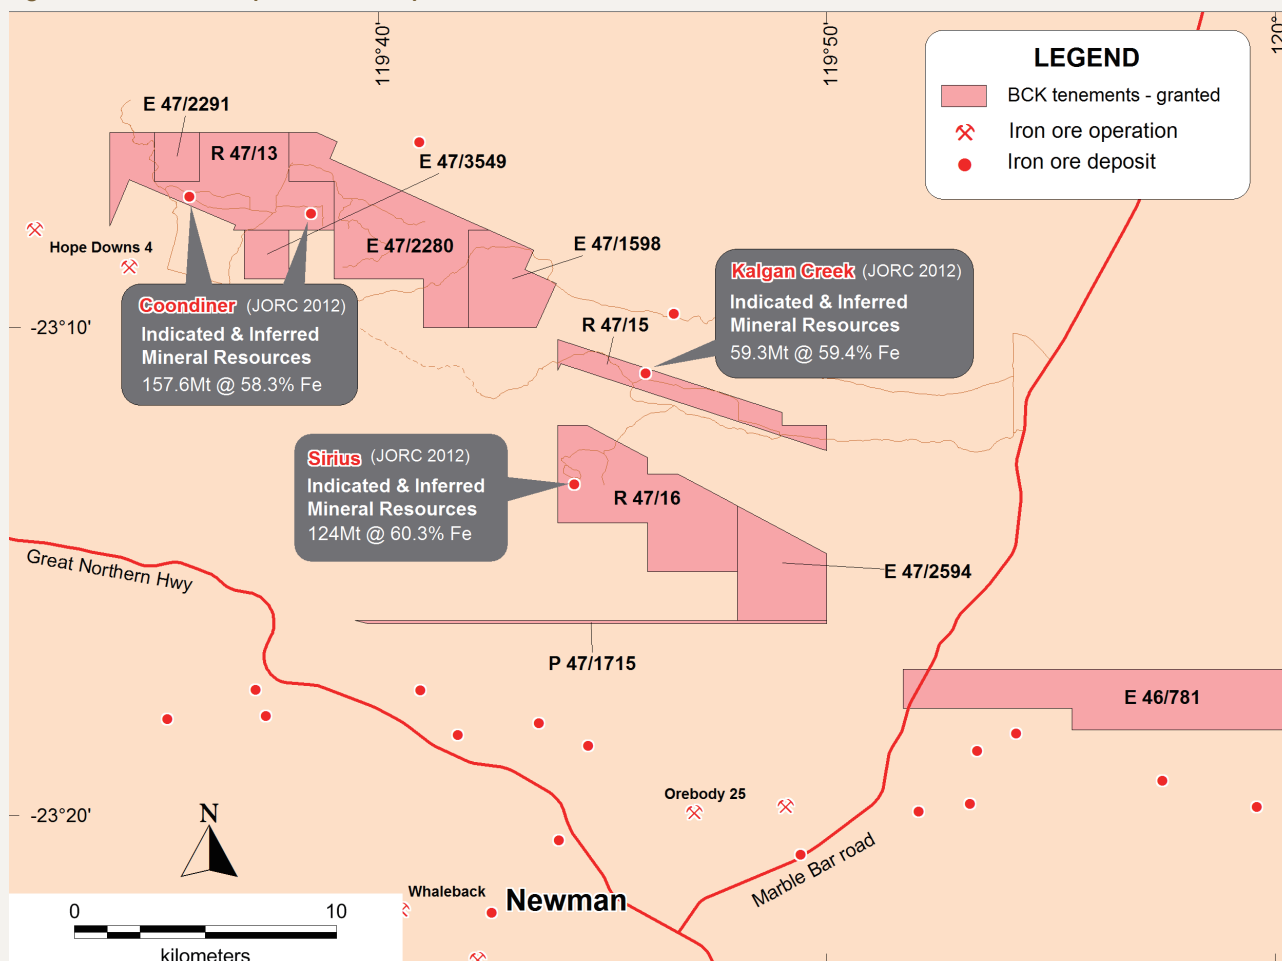 119°40'
119°50'
120°
LEGEND
BCK tenements - granted
Iron ore operation
Iron ore deposit
E 47/2291
R 47/13
E 47/3549
E 47/2280
E 47/1598
Hope Downs 4
Coondiner (JORC 2012)
Indicated & Inferred
Mineral Resources
157.6Mt @ 58.3% Fe
Kalgan Creek (JORC 2012)
Indicated & Inferred
Mineral Resources
59.3Mt @ 59.4% Fe
-23°10'
R 47/15
Sirius (JORC 2012)
Indicated & Inferred
Mineral Resources
124Mt @ 60.3% Fe
R 47/16
E 47/2594
Great Northern Hwy
P 47/1715
E 46/781
Orebody 25
-23°20'
N
Marble Bar road
Whaleback
Newman
0 10
kilometers